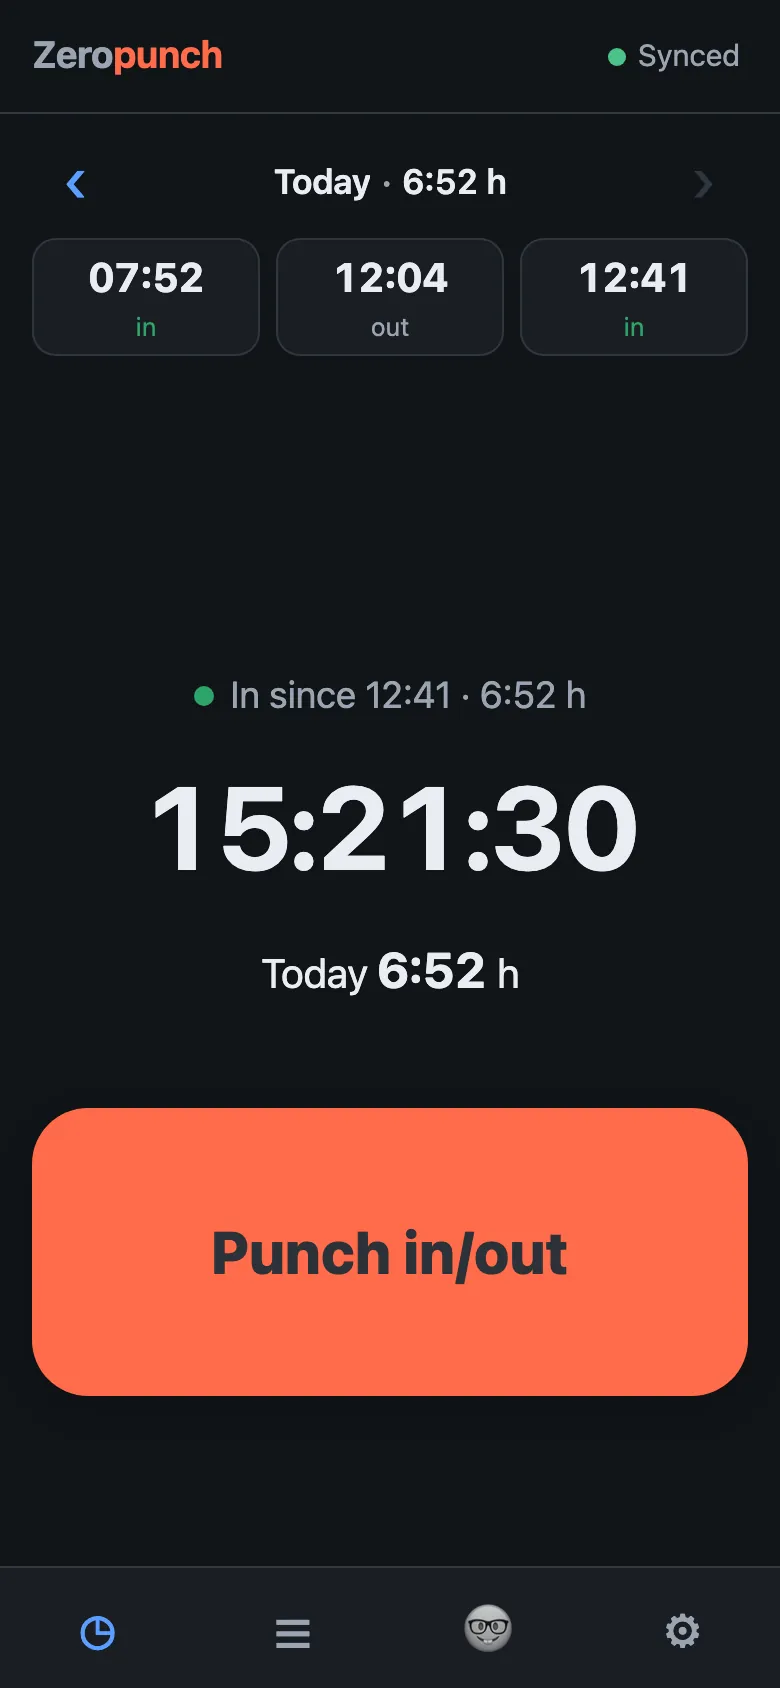 Zeropunch
Synced
Today · 6:52 h
07:52
in
12:04
out
12:41
in
In since 12:41 · 6:52 h
15:21:30
Today 6:52 h
Punch in/out